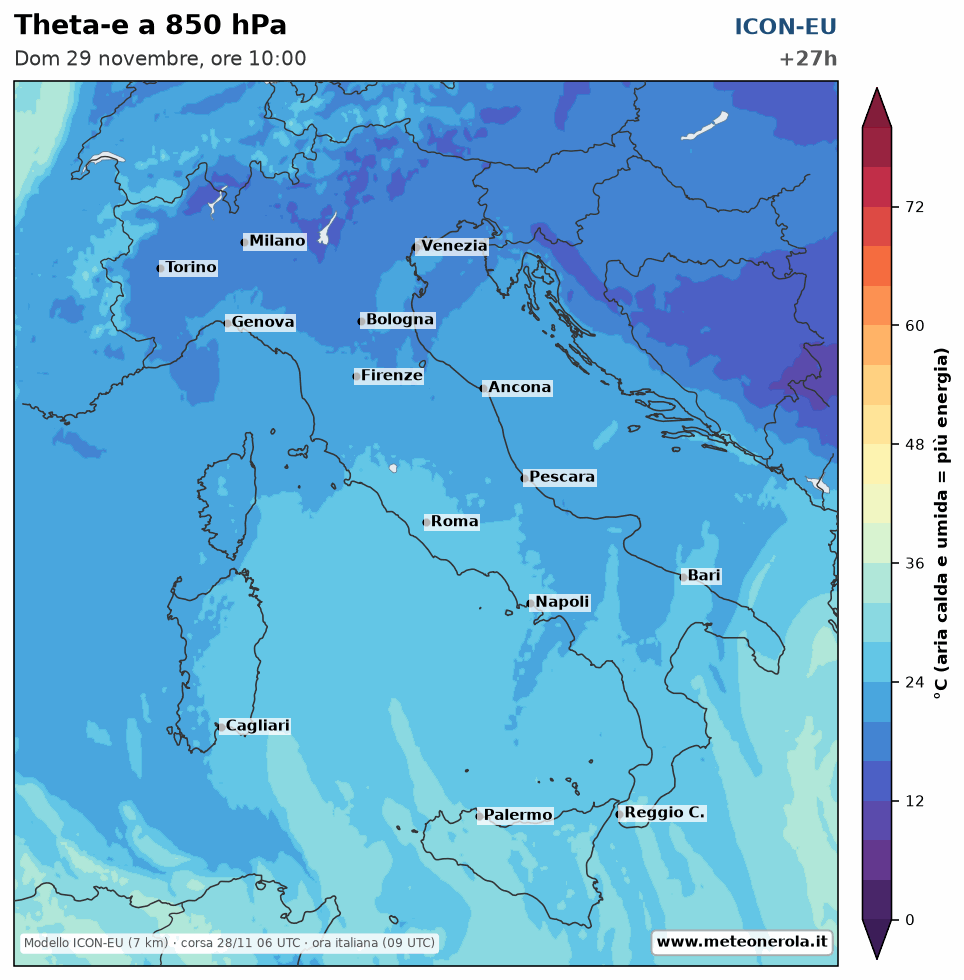 Theta-e a 850 hPa
ICON-EU
Dom 29 novembre, ore 10:00
+27h
Milano
Venezia
Torino
Genova
Bologna
Firenze
Ancona
Pescara
Roma
Bari
Napoli
Cagliari
Palermo
Reggio C.
72
60
48
36
24
12
0
°C (aria calda e umida = più energia)
Modello ICON-EU (7 km) · corsa 28/11 06 UTC · ora italiana (09 UTC)
www.meteonerola.it